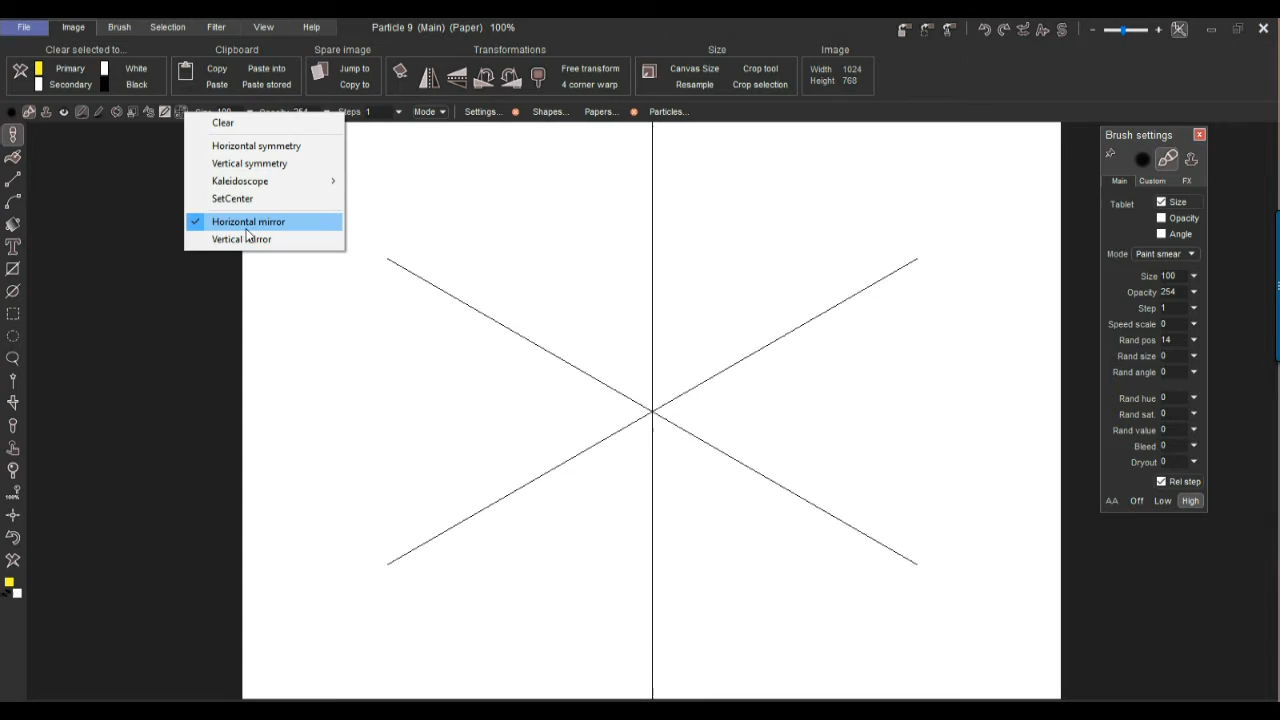 File Image Brush Selection Filter View Help Particle 9 (Main) (Paper) 100%
Clear selected to... Clipboard Spare image Transformations Size Image
Primary White Copy Paste into Jump to Free transform Canvas Size Crop tool Width 1024
Secondary Black Paste Paste stored Copy to 4 corner warp Resample Crop selection Height 768
Steps 1 Mode Settings... Shapes... Papers... Particles...
Clear
Horizontal symmetry
Vertical symmetry
Kaleidoscope
SetCenter
Horizontal mirror
Vertical mirror
Brush settings
Main Custom FX
Tablet Size
Opacity
Angle
Mode Paint smear
Size 100
Opacity 254
Step 1
Speed scale 0
Rand pos 14
Rand size 0
Rand angle 0
Rand hue 0
Rand sat. 0
Rand value 0
Bleed 0
Dryout 0
Rel step
AA Off Low High
100%